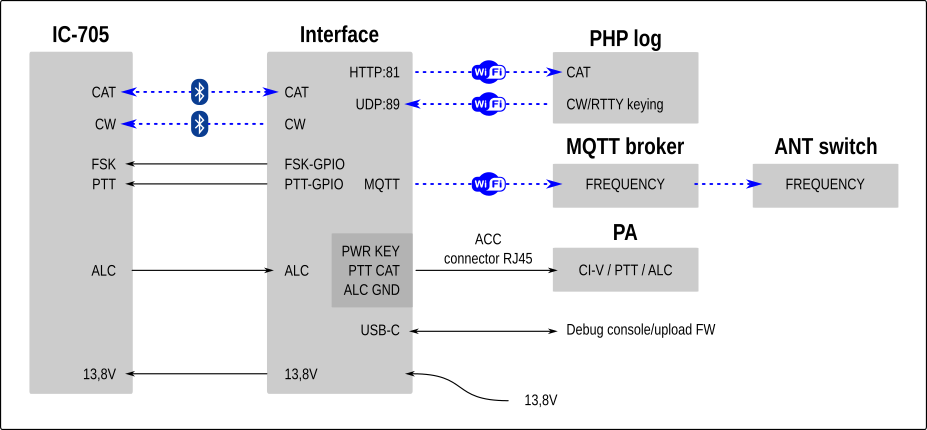 IC-705
Interface
PHP log
CAT
CW
FSK
PTT
ALC
13,8V
CAT
CW
FSK-GPIO
PTT-GPIO
ALC
13,8V
HTTP:81
UDP:89
MQTT
PWR KEY
PTT CAT
ALC GND
USB-C
Wi Fi
Wi Fi
Wi Fi
CAT
CW/RTTY keying
MQTT broker
FREQUENCY
ANT switch
FREQUENCY
ACC
connector RJ45
PA
CI-V / PTT / ALC
Debug console/upload FW
13,8V